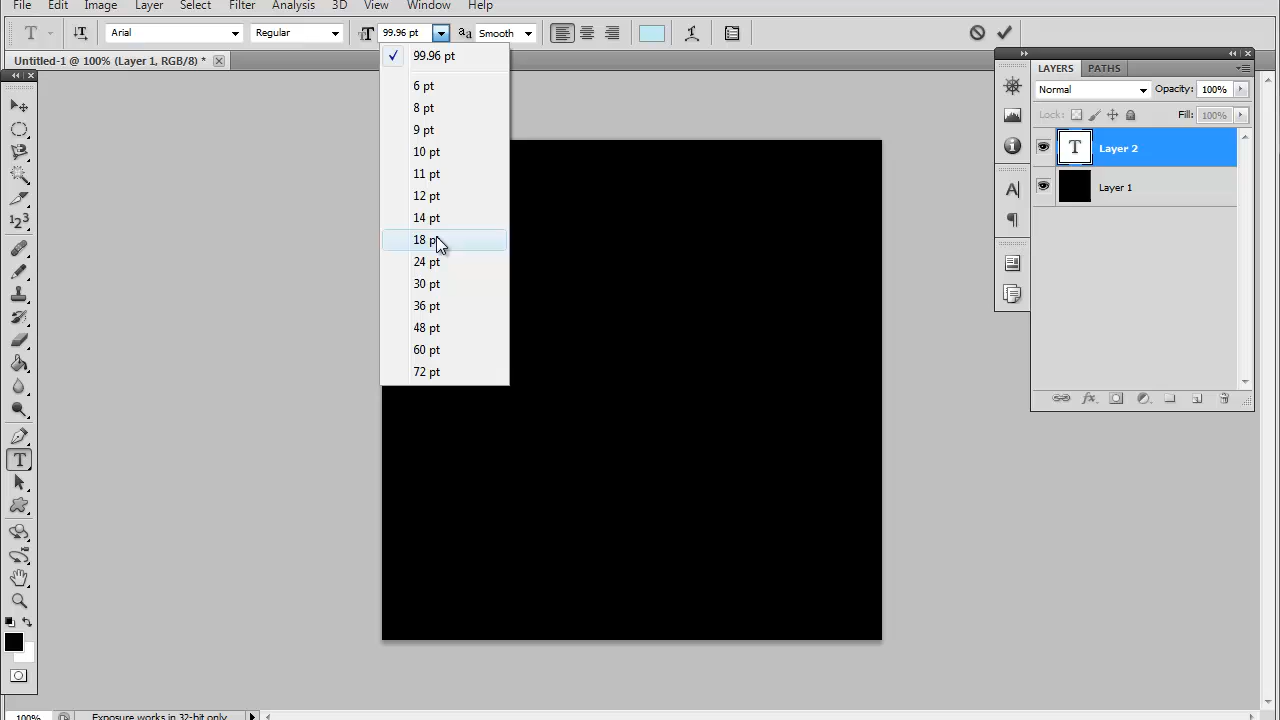 File Edit Image Layer Select Filter Analysis 3D View Window Help
T Arial Regular T 99.96 pt aa Smooth
Untitled-1 @ 100% (Layer 1, RGB/8) *
99.96 pt
6 pt
8 pt
9 pt
10 pt
11 pt
12 pt
14 pt
18 pt
24 pt
30 pt
36 pt
48 pt
60 pt
72 pt
LAYERS PATHS
Normal Opacity: 100%
Lock: Fill: 100%
T Layer 2
Layer 1
100% Exposure works in 32-bit only